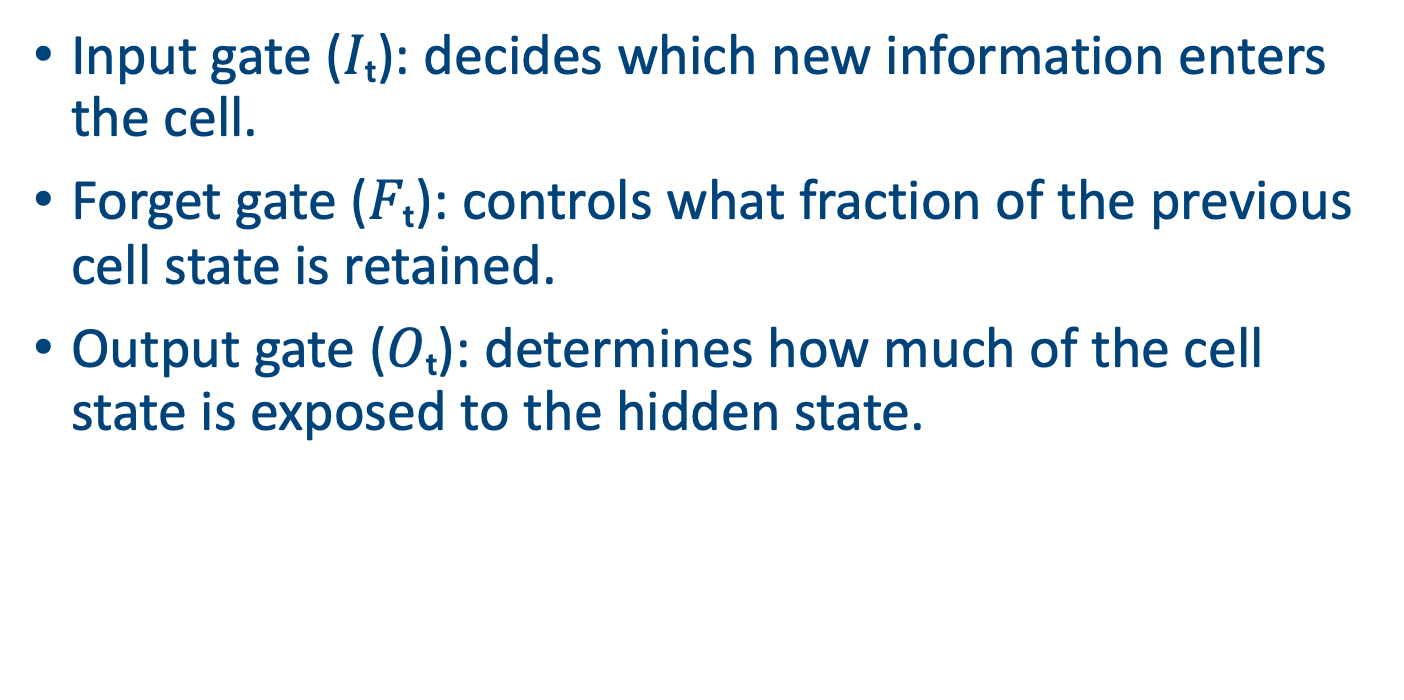 • Input gate (Iₜ): decides which new information enters
the cell.
• Forget gate (Fₜ): controls what fraction of the previous
cell state is retained.
• Output gate (Oₜ): determines how much of the cell
state is exposed to the hidden state.